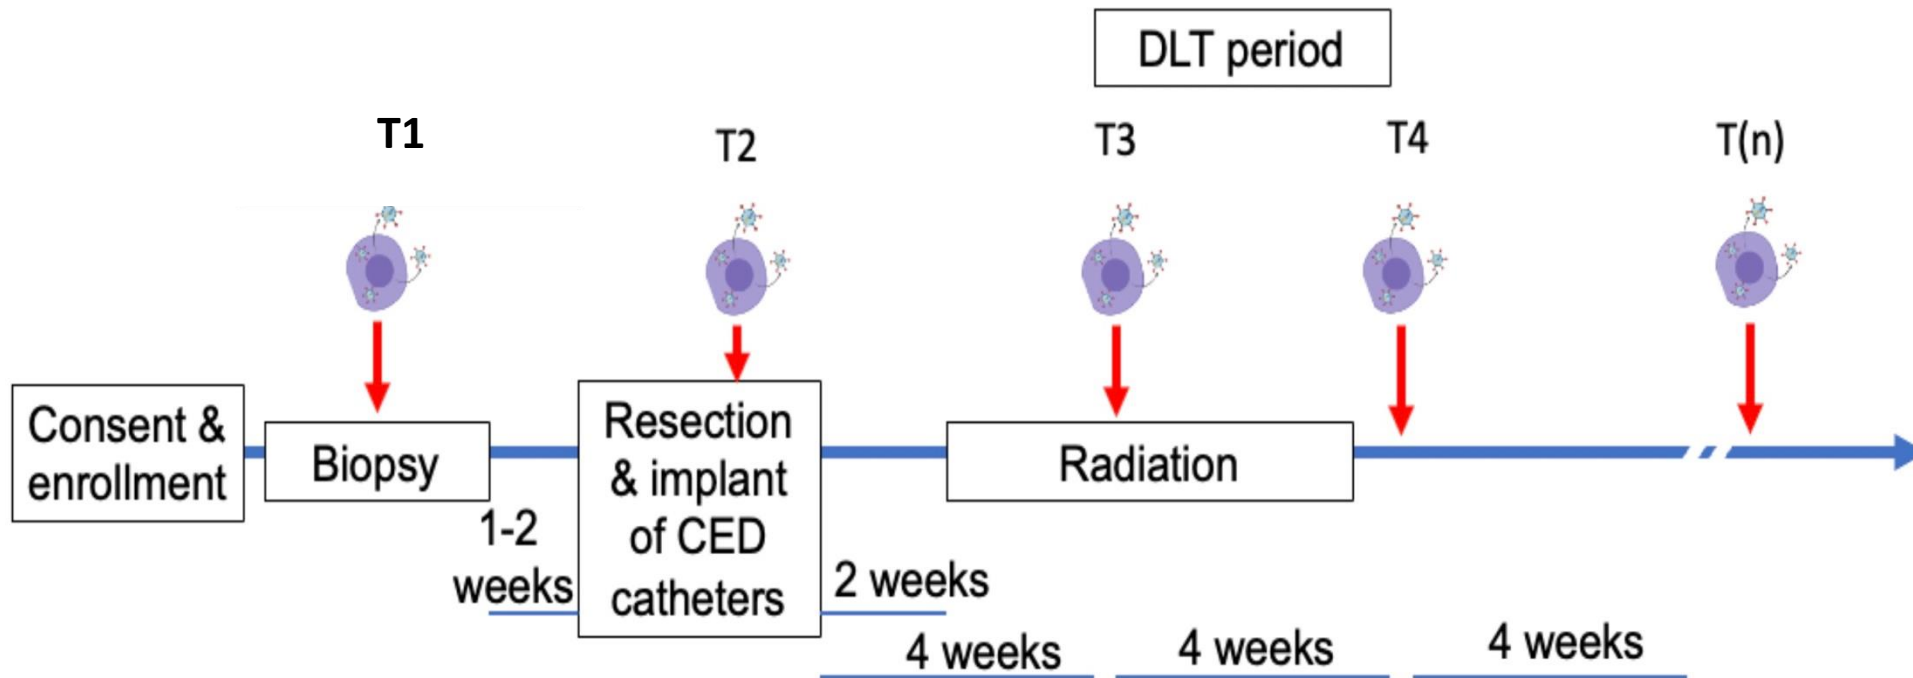 DLT period
T1
T2
T3
T4
T(n)
Consent &
enrollment
Biopsy
Resection
& implant
of CED
catheters
Radiation
1-2
weeks
2 weeks
4 weeks
4 weeks
4 weeks